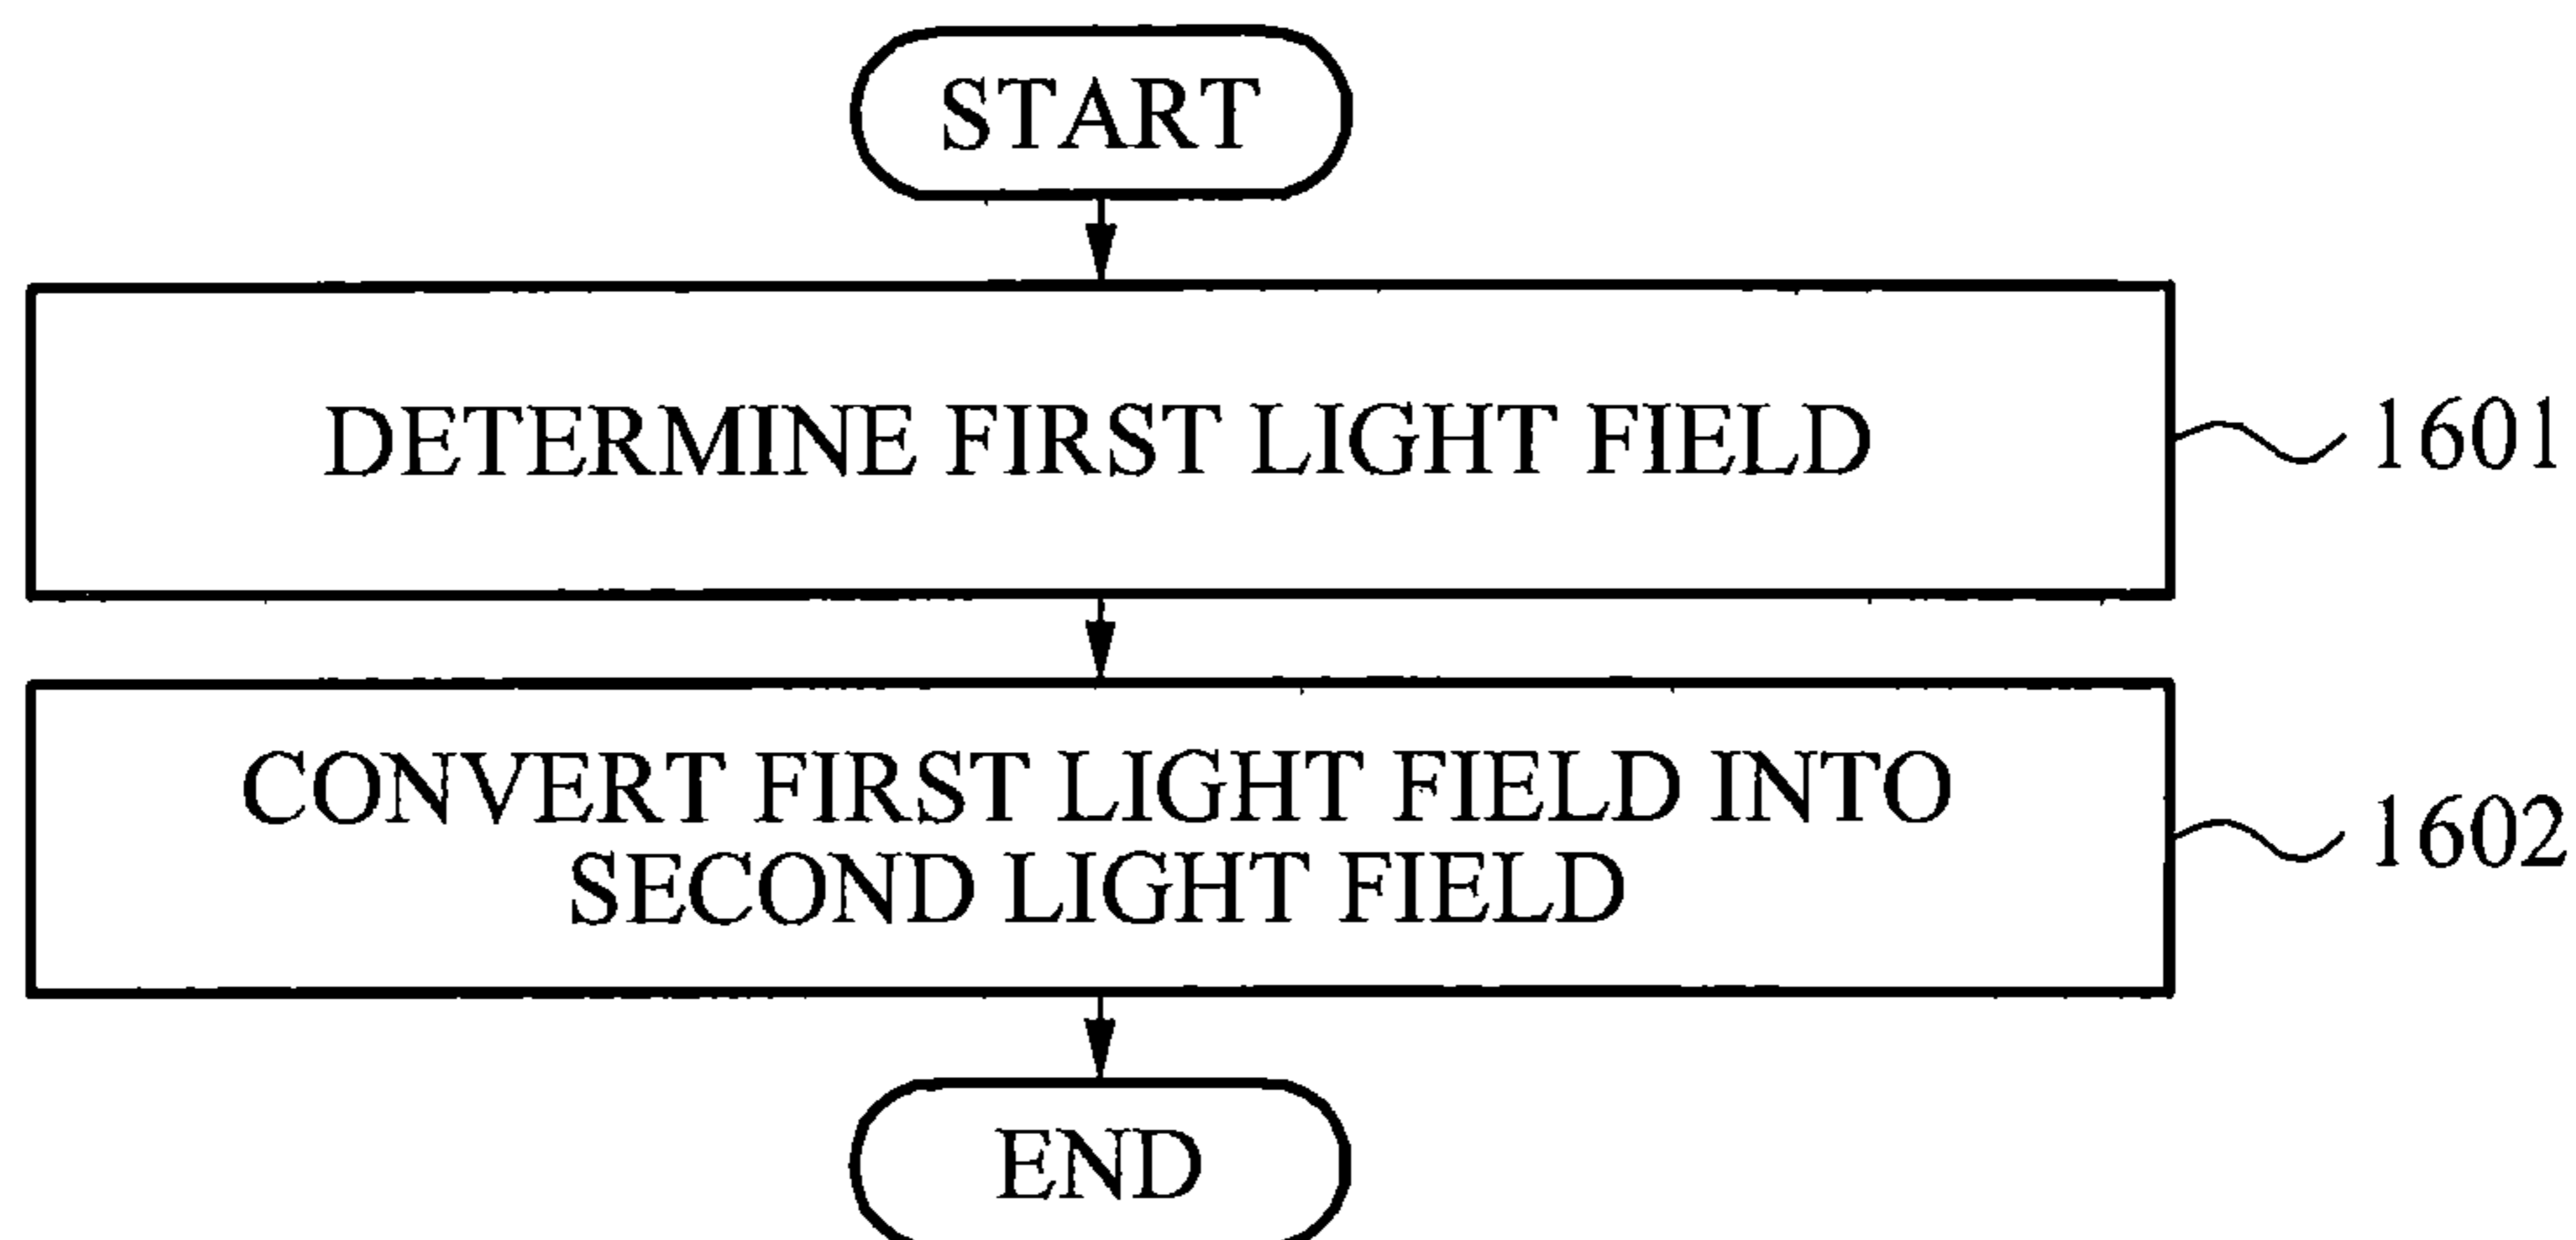 START
DETERMINE FIRST LIGHT FIELD
1601
CONVERT FIRST LIGHT FIELD INTO
SECOND LIGHT FIELD
1602
END